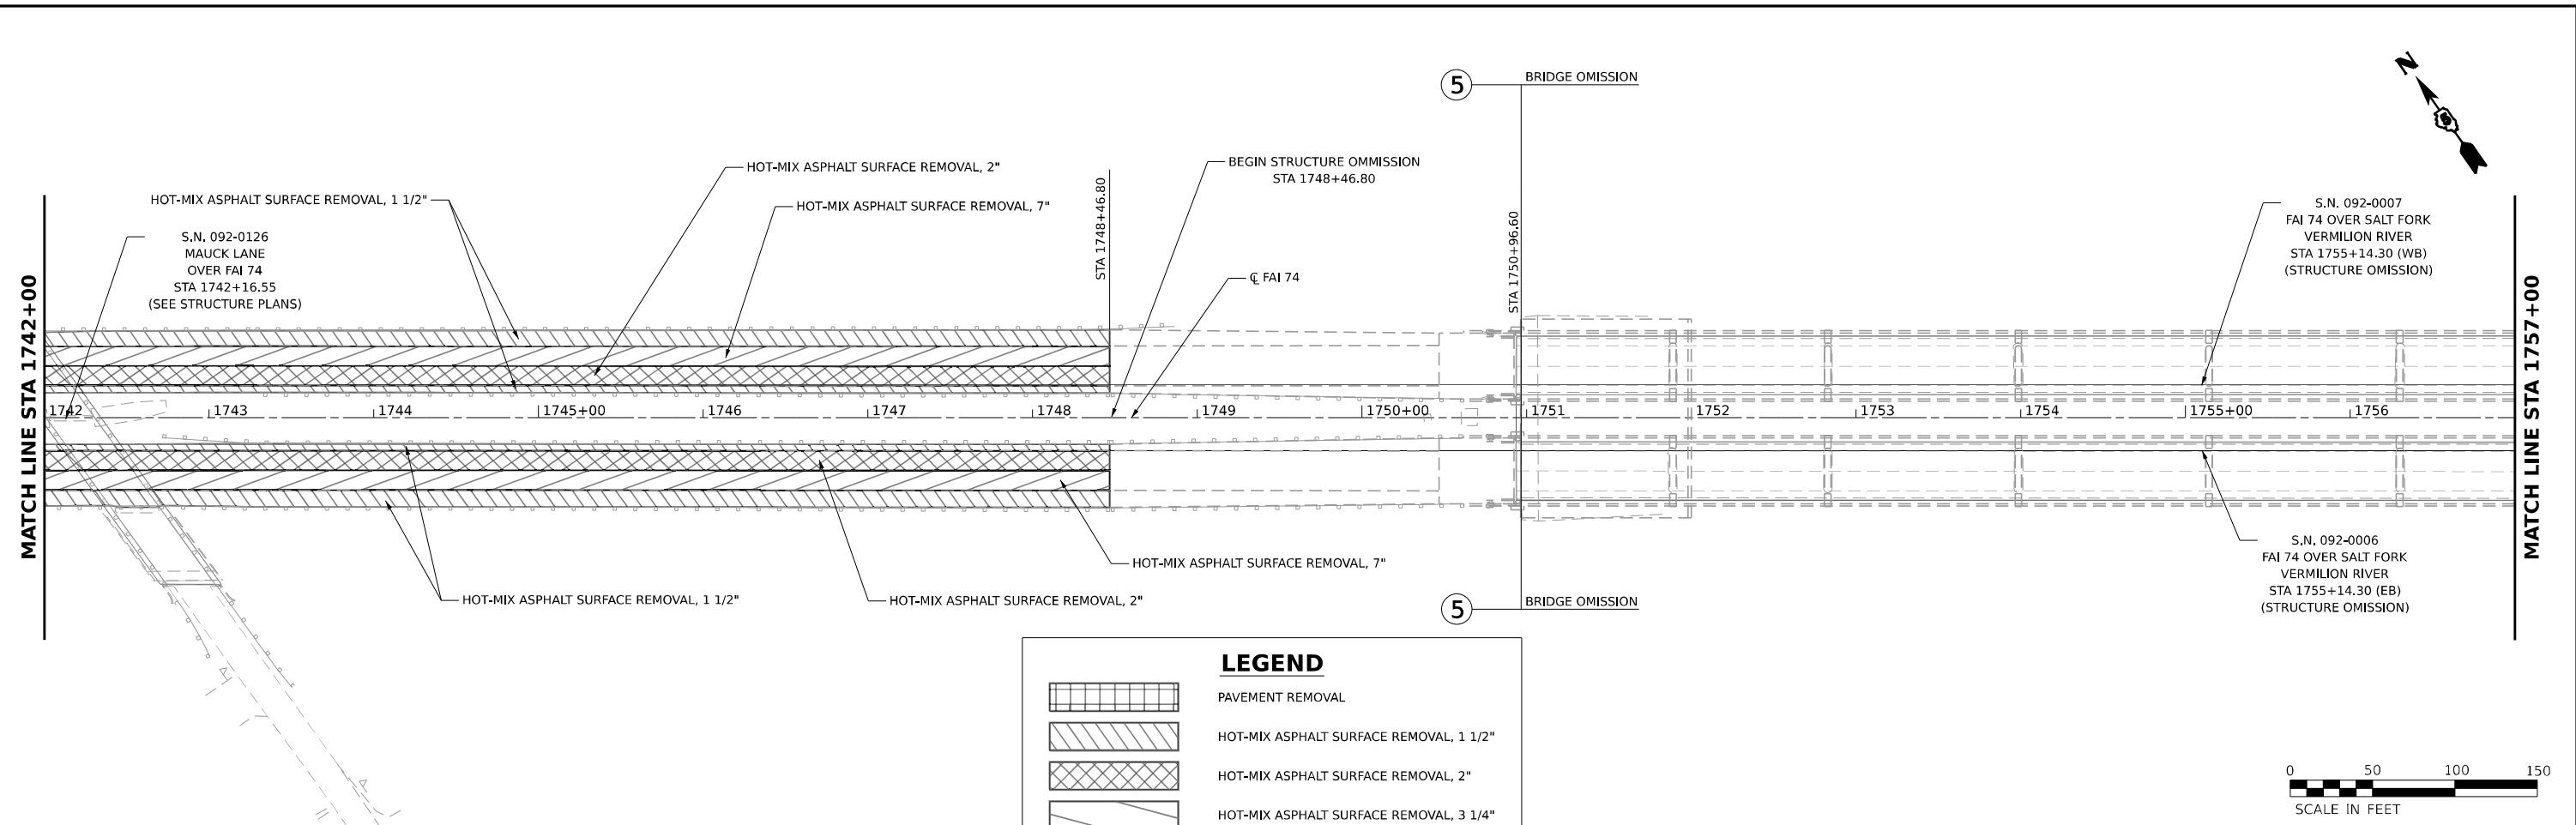 5
BRIDGE OMISSION
N
HOT-MIX ASPHALT SURFACE REMOVAL, 2"
BEGIN STRUCTURE OMMISSION
STA 1748+46.80
HOT-MIX ASPHALT SURFACE REMOVAL, 1 1/2"
HOT-MIX ASPHALT SURFACE REMOVAL, 7"
S.N. 092-0126
MAUCK LANE
OVER FAI 74
STA 1742+16.55
(SEE STRUCTURE PLANS)
STA 1748+46.80
℄ FAI 74
STA 1750+96.60
S.N. 092-0007
FAI 74 OVER SALT FORK
VERMILION RIVER
STA 1755+14.30 (WB)
(STRUCTURE OMISSION)
MATCH LINE STA 1742+00
MATCH LINE STA 1757+00
1742 1743 1744 1745+00 1746 1747 1748 1749 1750+00 1751 1752 1753 1754 1755+00 1756
HOT-MIX ASPHALT SURFACE REMOVAL, 7"
HOT-MIX ASPHALT SURFACE REMOVAL, 1 1/2"
HOT-MIX ASPHALT SURFACE REMOVAL, 2"
5
BRIDGE OMISSION
S.N. 092-0006
FAI 74 OVER SALT FORK
VERMILION RIVER
STA 1755+14.30 (EB)
(STRUCTURE OMISSION)
LEGEND
PAVEMENT REMOVAL
HOT-MIX ASPHALT SURFACE REMOVAL, 1 1/2"
HOT-MIX ASPHALT SURFACE REMOVAL, 2"
HOT-MIX ASPHALT SURFACE REMOVAL, 3 1/4"
0 50 100 150
SCALE IN FEET